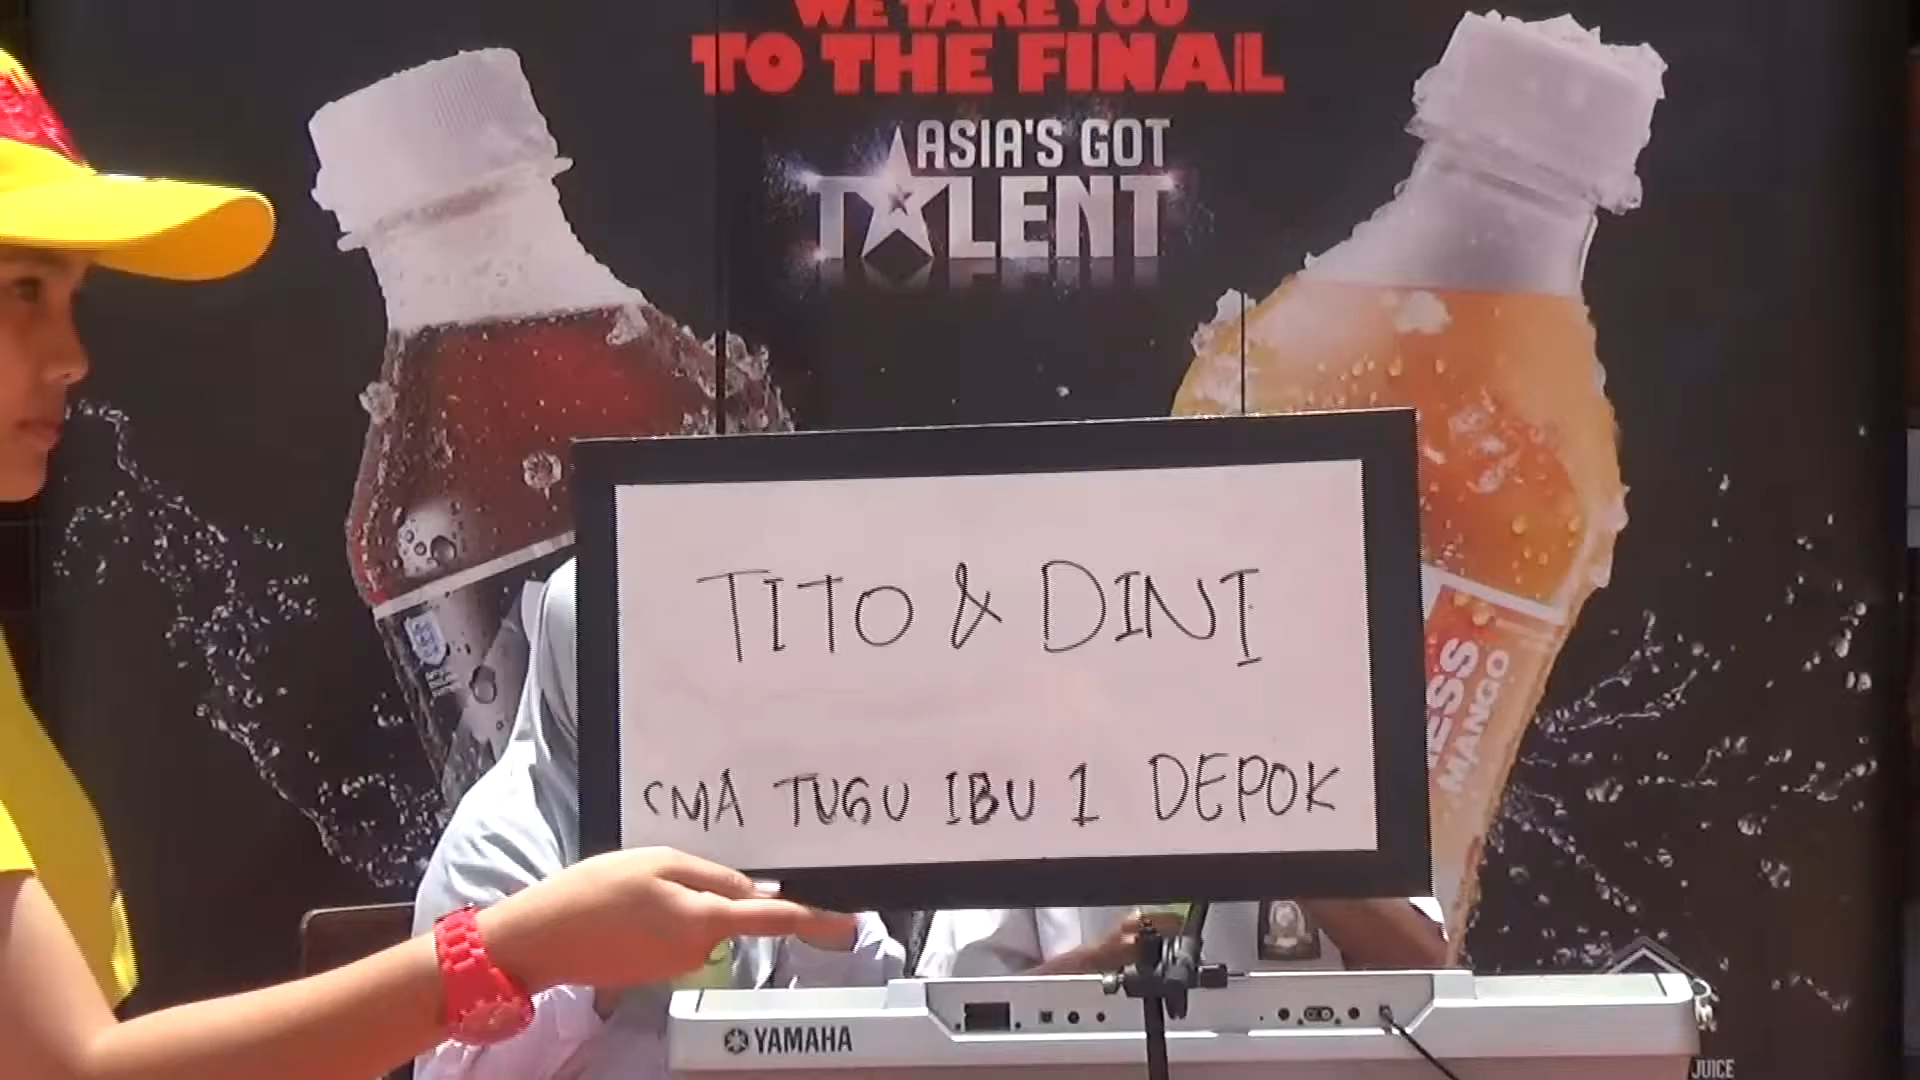 WE TAKE YOU
TO THE FINAL
ASIA'S GOT
TALENT
TITO & DINI
SMA TUGU IBU 1 DEPOK
ESS
MANGO
YAMAHA
JUICE